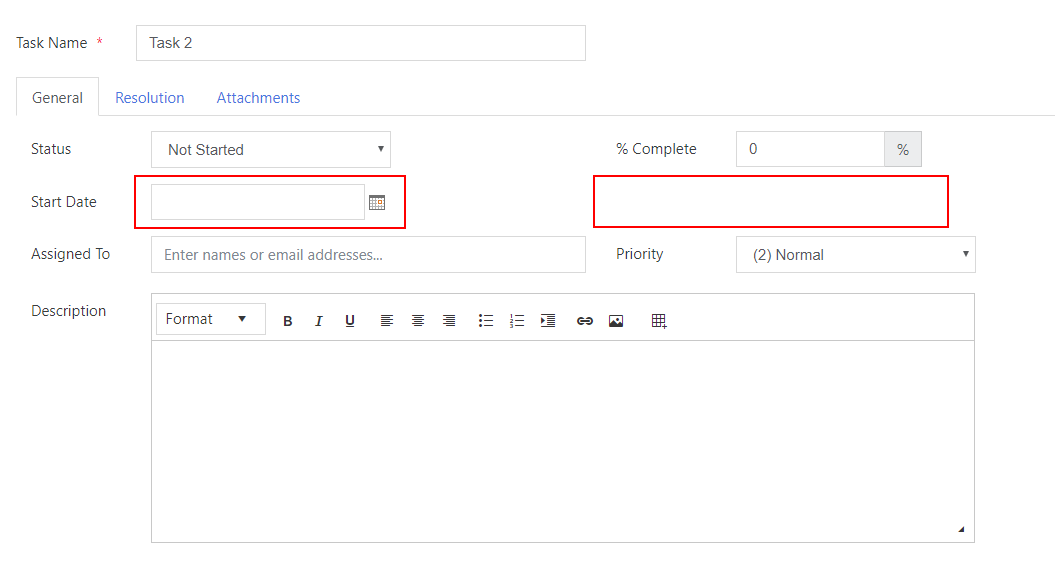 Task Name * Task 2
General Resolution Attachments
Status Not Started % Complete 0 %
Start Date
Assigned To Enter names or email addresses... Priority (2) Normal
Description Format B I U